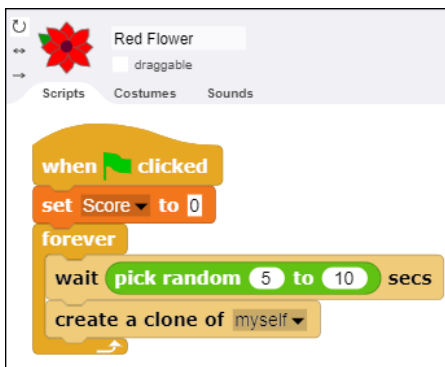 Red Flower
draggable
Scripts Costumes Sounds
when clicked
set Score to 0
forever
wait pick random 5 to 10 secs
create a clone of myself